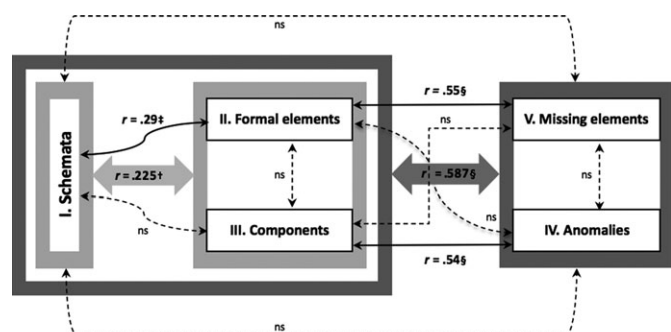 ns
r = .55§
r = .29‡
II. Formal elements
ns
V. Missing elements
I. Schemata
r = .225†
ns
r = .587§
ns
ns
III. Components
ns
IV. Anomalies
r = .54§
ns